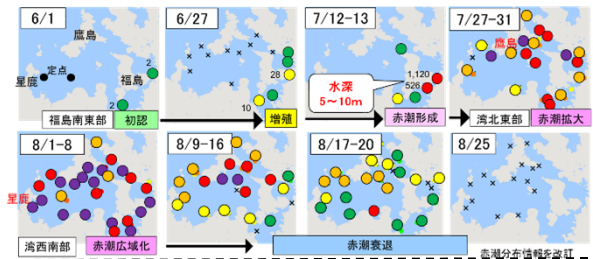 6/1
鷹島
星鹿
定点
福島
2
2
福島南東部
初認
6/27
28
10
増殖
7/12-13
水深
5~10m
1,120
526
赤潮形成
7/27-31
鷹島
湾北東部
赤潮拡大
8/1-8
星鹿
湾西南部
赤潮広域化
8/9-16
8/17-20
赤潮衰退
8/25
赤潮分布情報を改訂